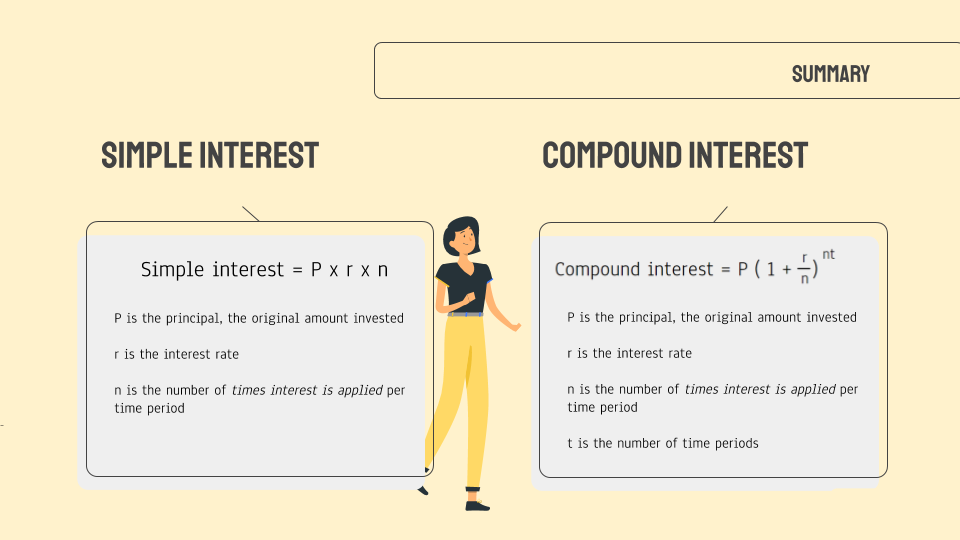 SUMMARY
SIMPLE INTEREST
Simple interest = P x r x n
P is the principal, the original amount invested
r is the interest rate
n is the number of times interest is applied per
time period
COMPOUND INTEREST
Compound interest = P ( 1 + r/n )^nt
P is the principal, the original amount invested
r is the interest rate
n is the number of times interest is applied per
time period
t is the number of time periods